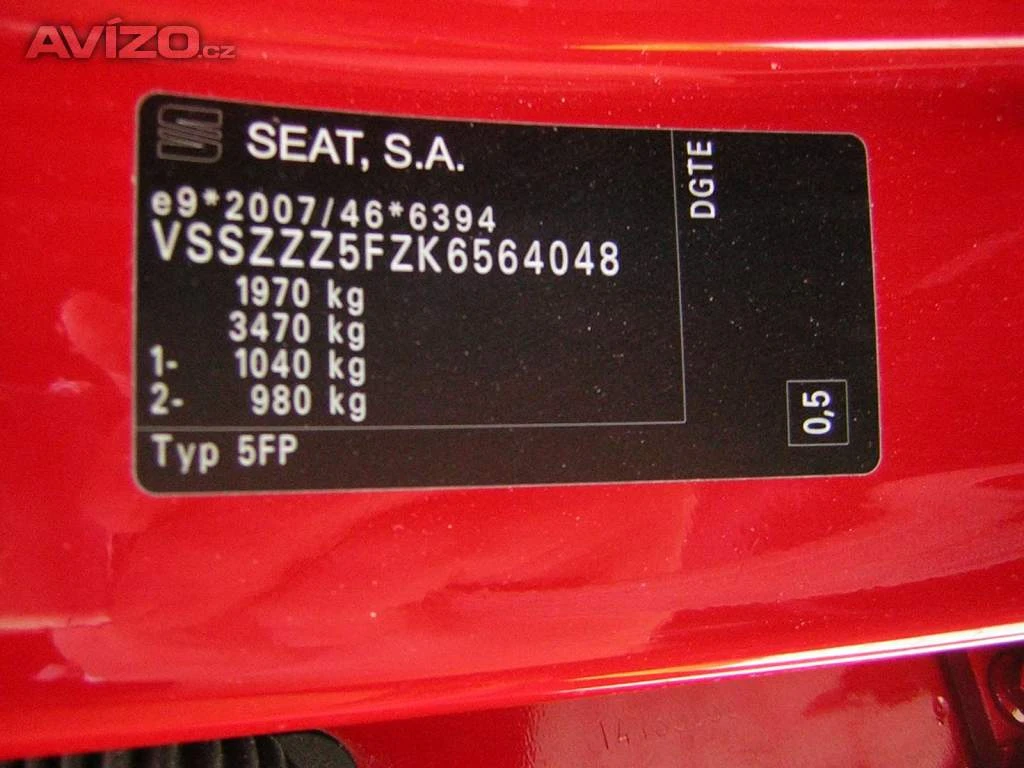 AVÍZO.cz
SEAT, S.A.
e9*2007/46*6394
VSSZZZ5FZK6564048
1970 kg
3470 kg
1- 1040 kg
2- 980 kg
Typ 5FP
DGTE
0,5